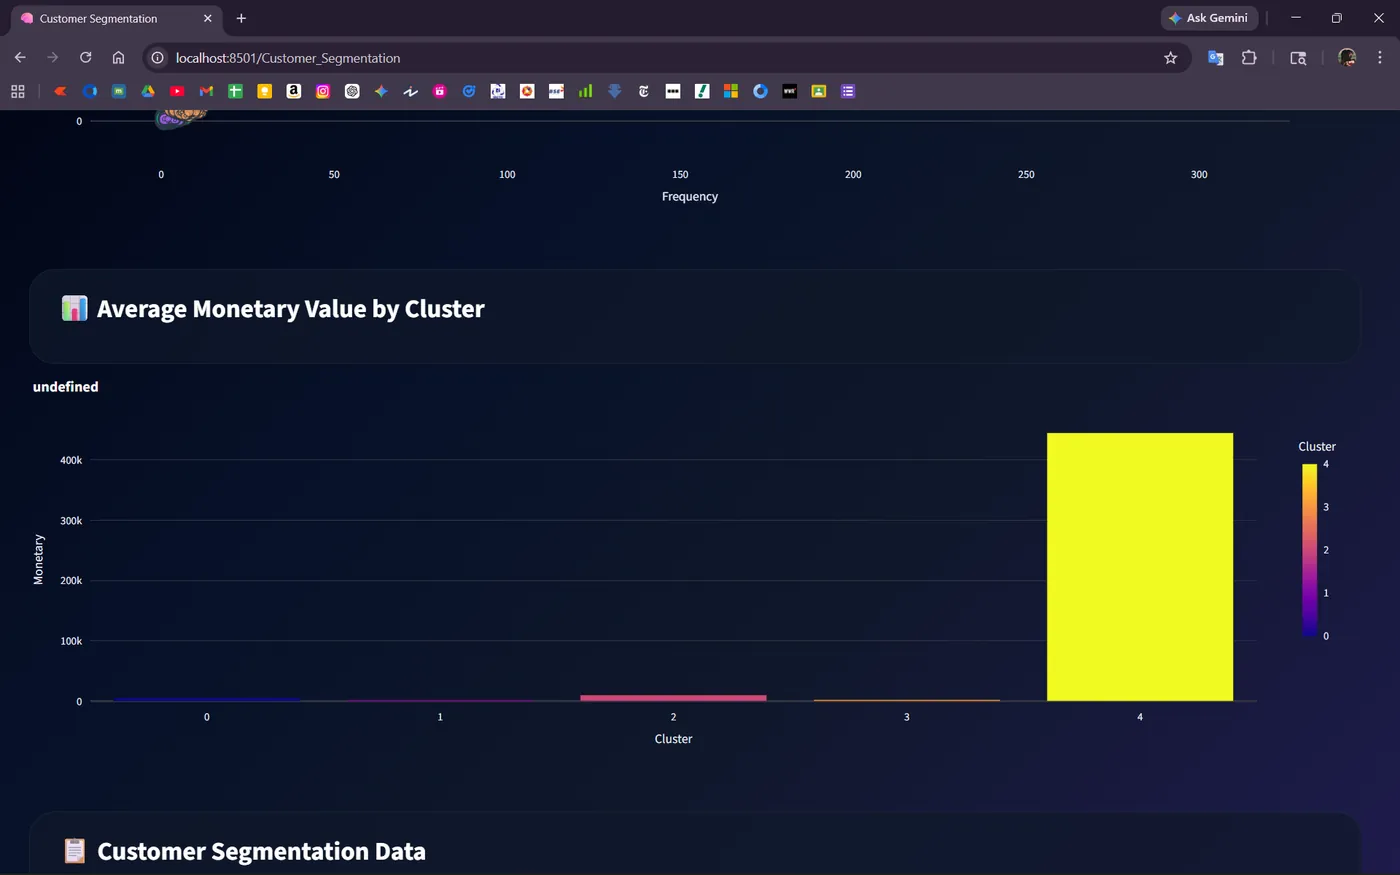 Customer Segmentation
Ask Gemini
localhost:8501/Customer_Segmentation
0
0 50 100 150 200 250 300
Frequency
Average Monetary Value by Cluster
undefined
Cluster
4
3
2
1
0
400k
300k
200k
100k
0
Monetary
0 1 2 3 4
Cluster
Customer Segmentation Data